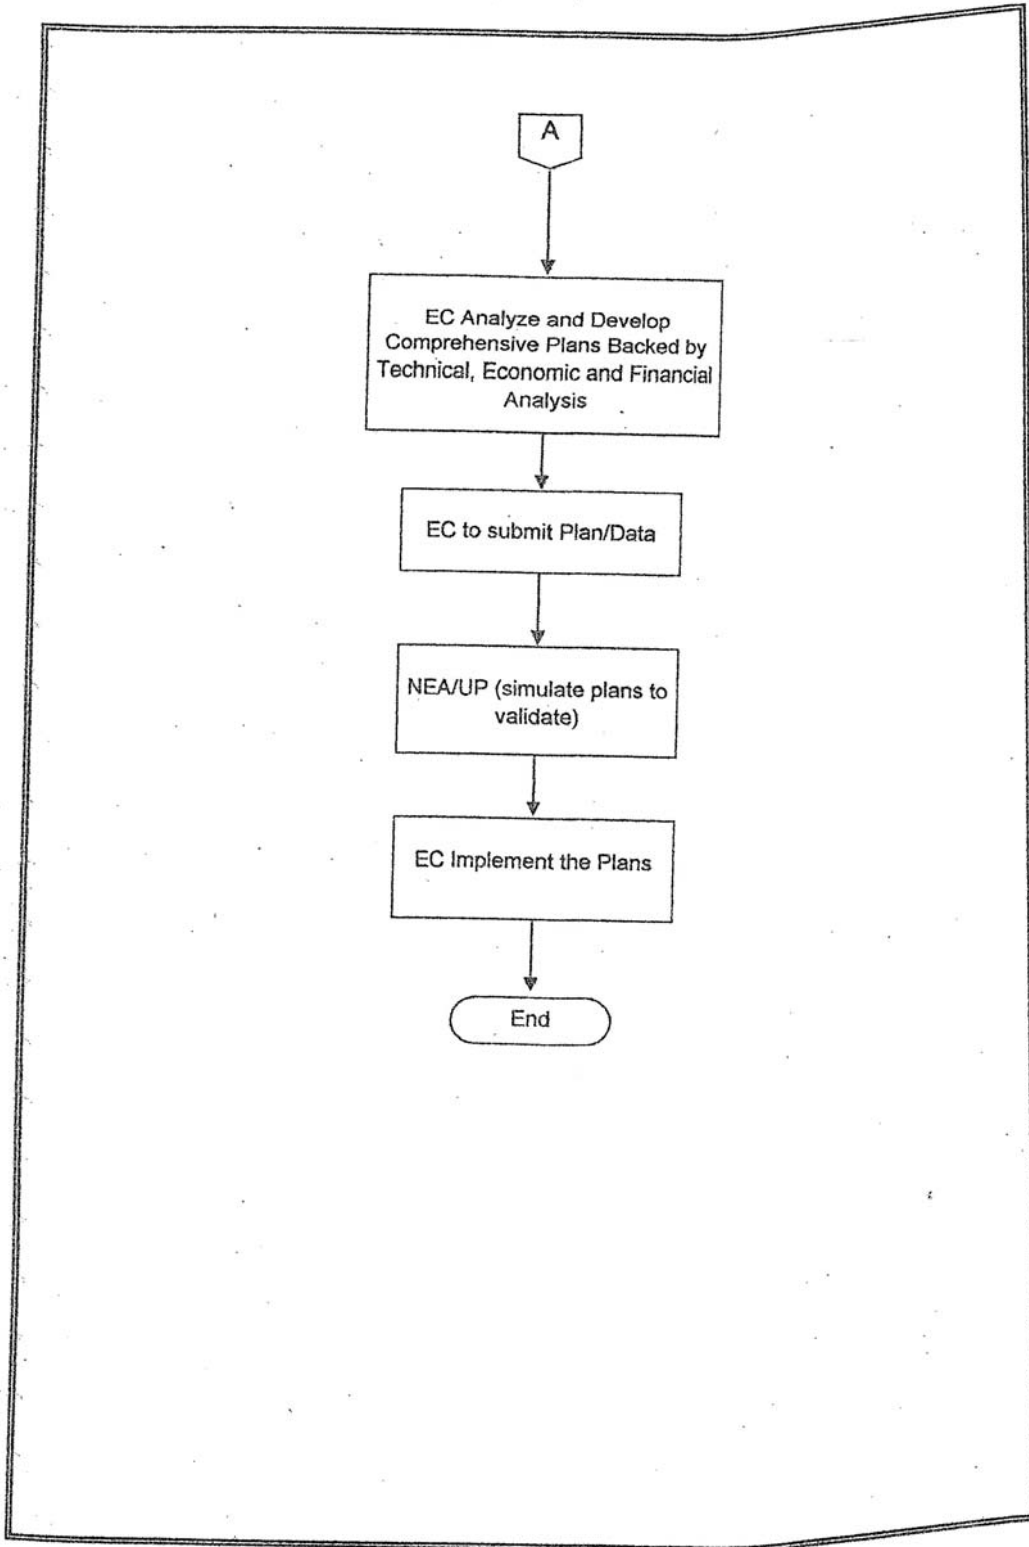 A
EC Analyze and Develop
Comprehensive Plans Backed by
Technical, Economic and Financial
Analysis
EC to submit Plan/Data
NEA/UP (simulate plans to
validate)
EC Implement the Plans
End